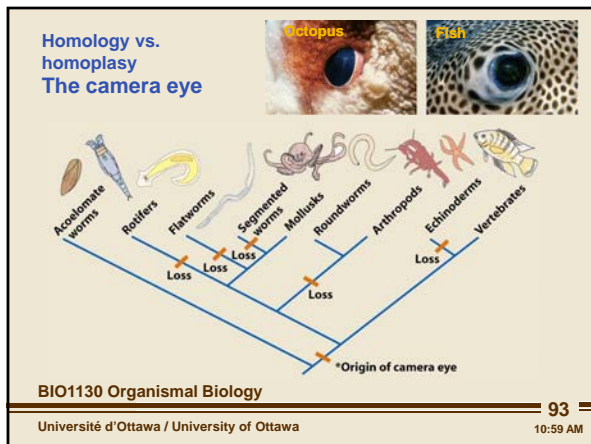 Homology vs.
homoplasy
The camera eye
Octopus
Fish
Acoelomate
worms
Rotifers
Flatworms
Segmented
worms
Mollusks
Roundworms
Arthropods
Echinoderms
Vertebrates
Loss
Loss
Loss
Loss
Loss
*Origin of camera eye
BIO1130 Organismal Biology
Université d'Ottawa / University of Ottawa
93
10:59 AM